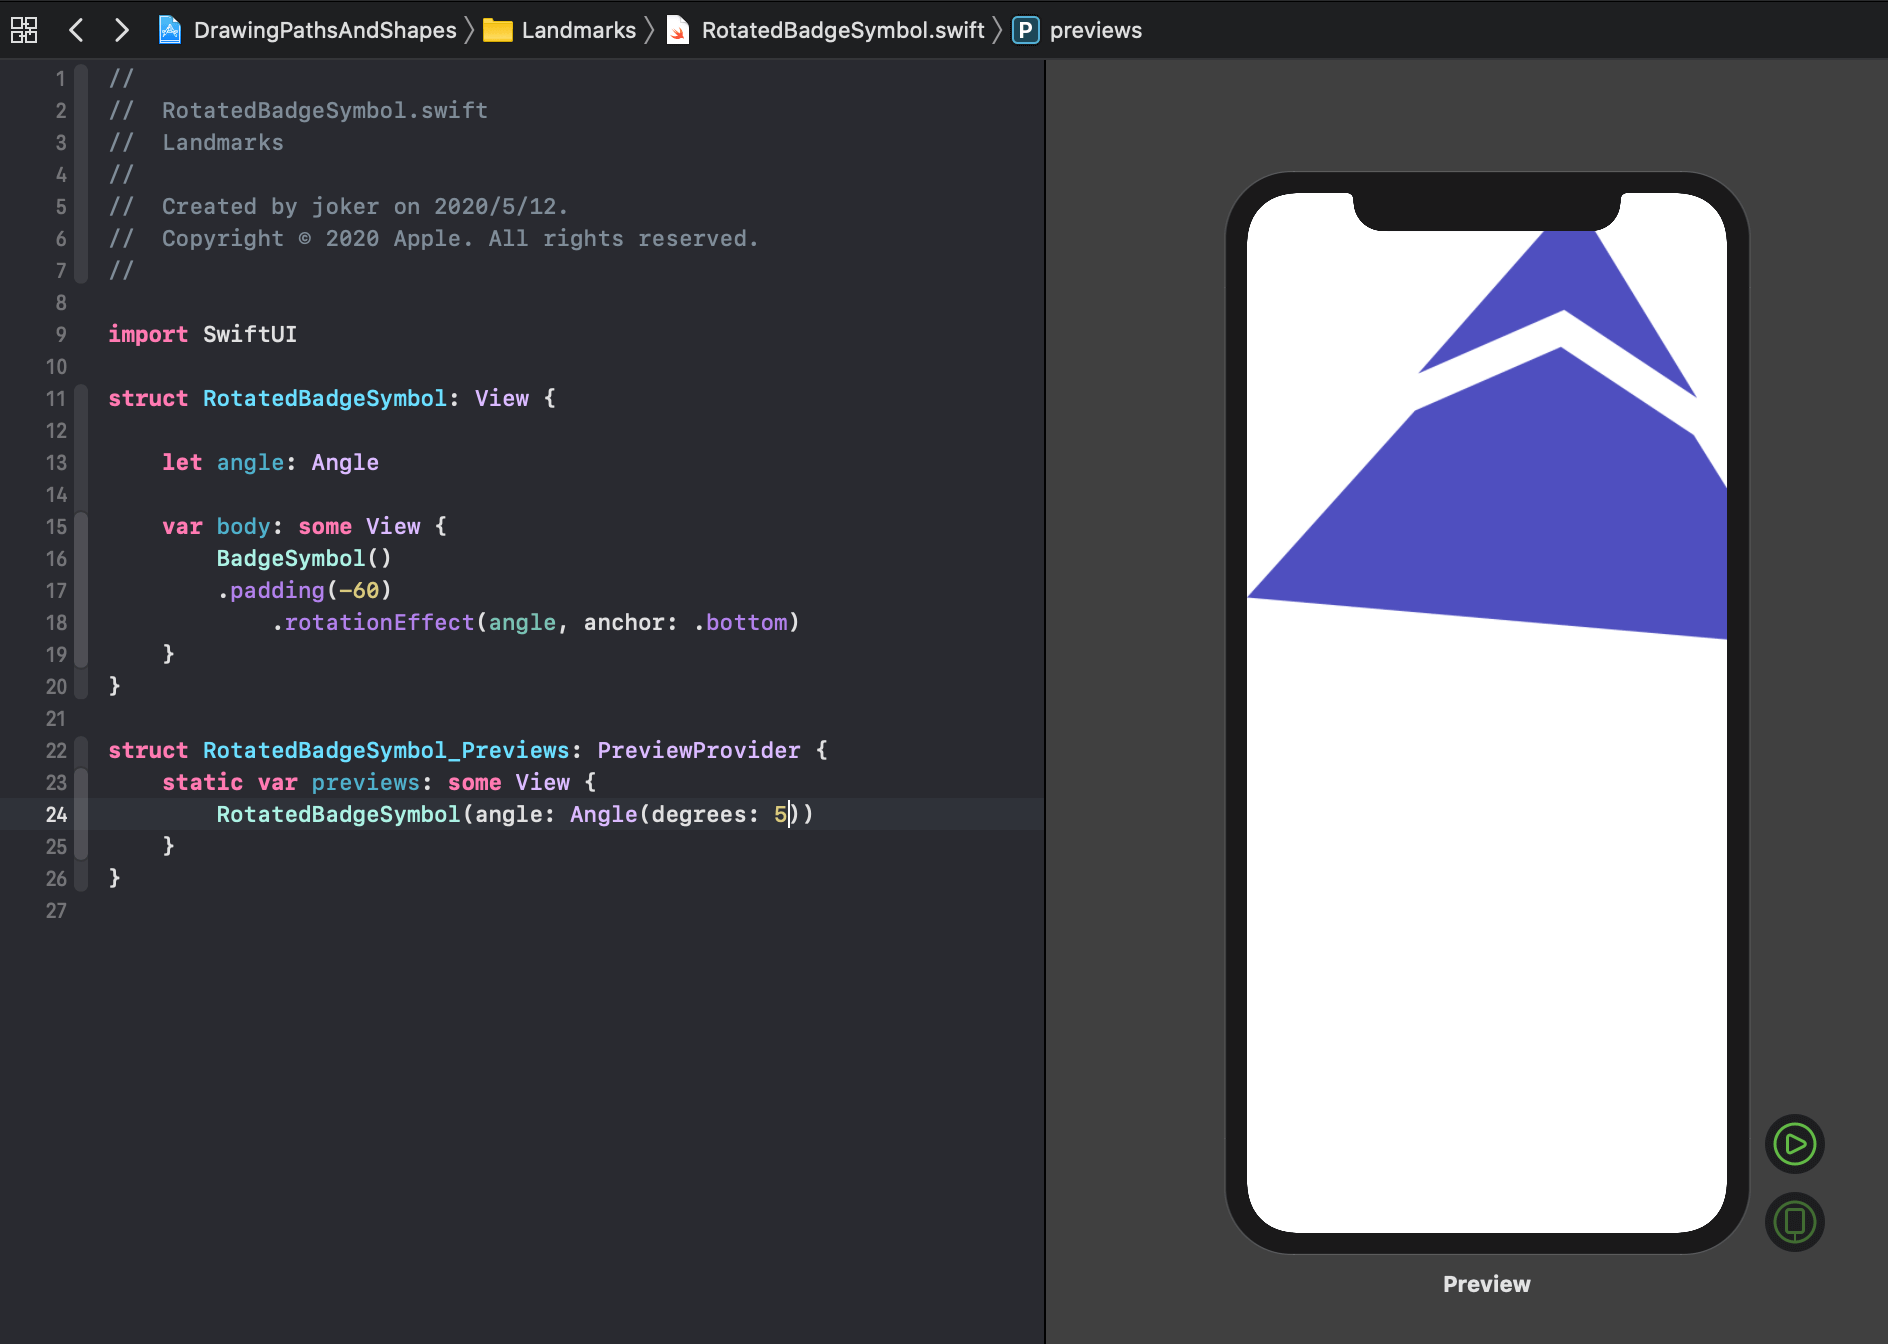 DrawingPathsAndShapes 〉 Landmarks 〉 RotatedBadgeSymbol.swift 〉 P previews
1 //
2 //  RotatedBadgeSymbol.swift
3 //  Landmarks
4 //
5 //  Created by joker on 2020/5/12.
6 //  Copyright © 2020 Apple. All rights reserved.
7 //
8
9 import SwiftUI
10
11 struct RotatedBadgeSymbol: View {
12
13     let angle: Angle
14
15     var body: some View {
16         BadgeSymbol()
17         .padding(-60)
18             .rotationEffect(angle, anchor: .bottom)
19     }
20 }
21
22 struct RotatedBadgeSymbol_Previews: PreviewProvider {
23     static var previews: some View {
24         RotatedBadgeSymbol(angle: Angle(degrees: 5))
25     }
26 }
27
Preview